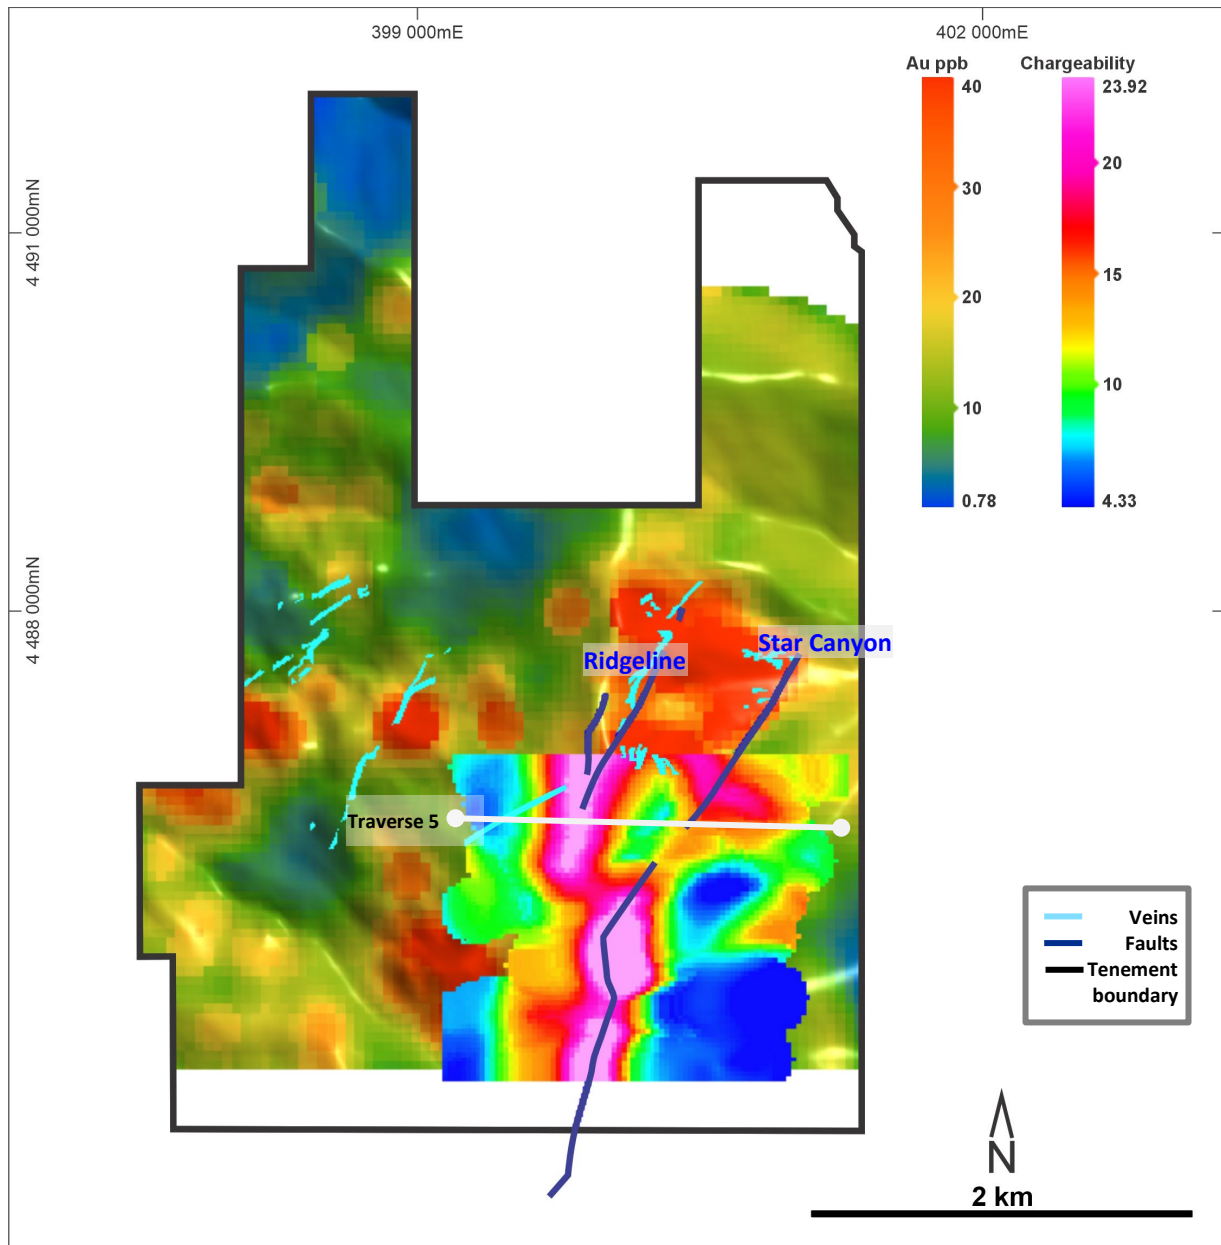 399 000mE
402 000mE
Au ppb
Chargeability
40
30
20
10
0.78
23.92
20
15
10
4.33
4 491 000mN
4 488 000mN
Ridgeline
Star Canyon
Traverse 5
Veins
Faults
Tenement
boundary
N
2 km